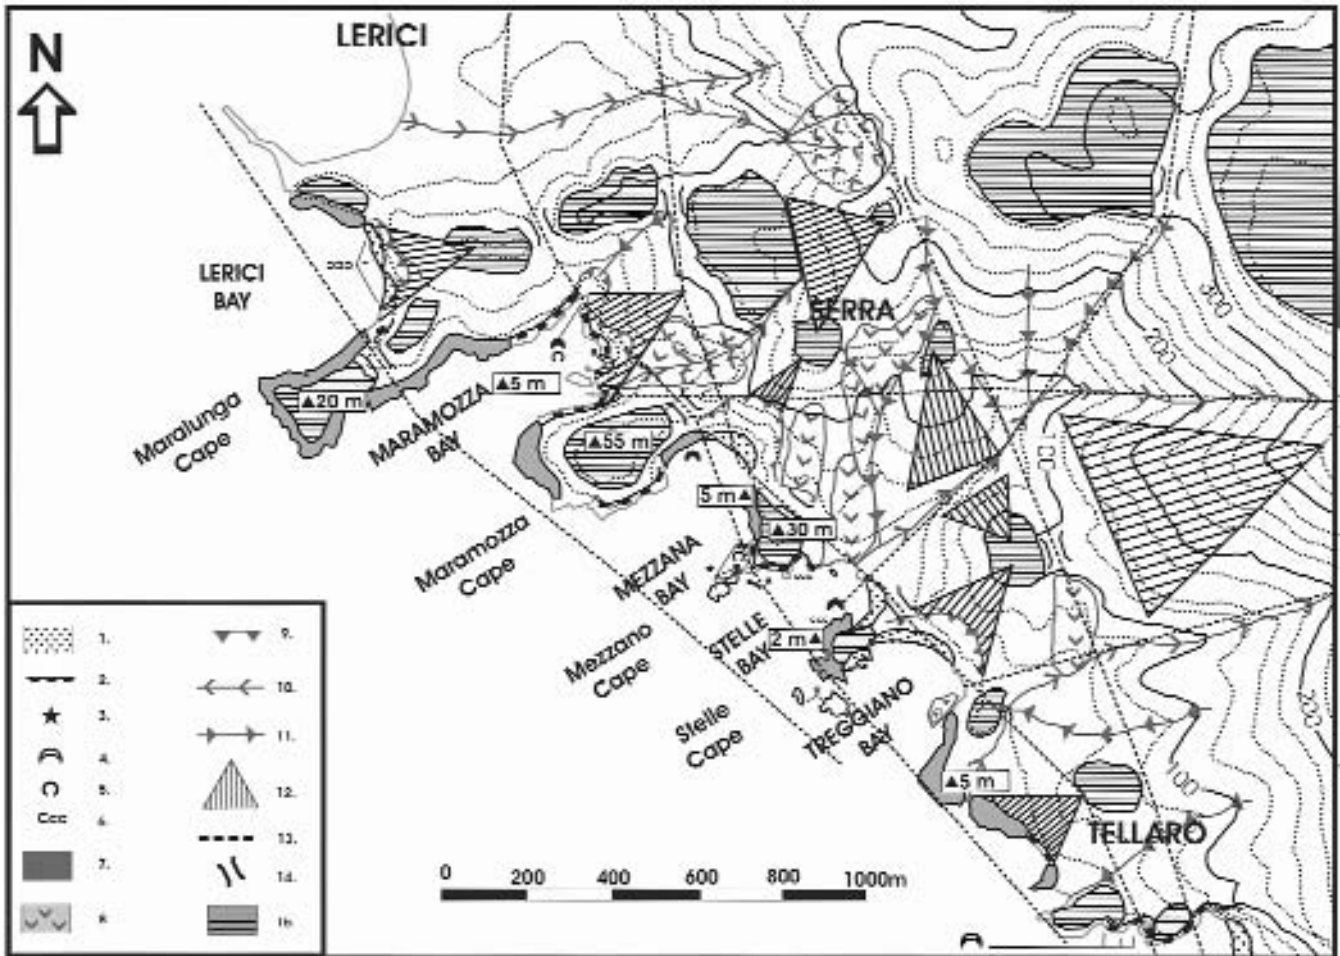 LERICI
N
LERICI
BAY
SERRA
300
200
Maralunga
Cape
▲20 m
MARAMOZZA
BAY
▲5 m
▲55 m
100
5 m▲
▲30 m
Maramozza
Cape
MEZZANA
BAY
Mezzano
Cape
STELLE
BAY
2 m▲
Stelle
Cape
TREGGIANO
BAY
200
▲5 m
100
TELLARO
1.
2.
3.
4.
5.
6.
7.
8
9.
10.
11.
12.
13.
14.
0 200 400 600 800 1000m